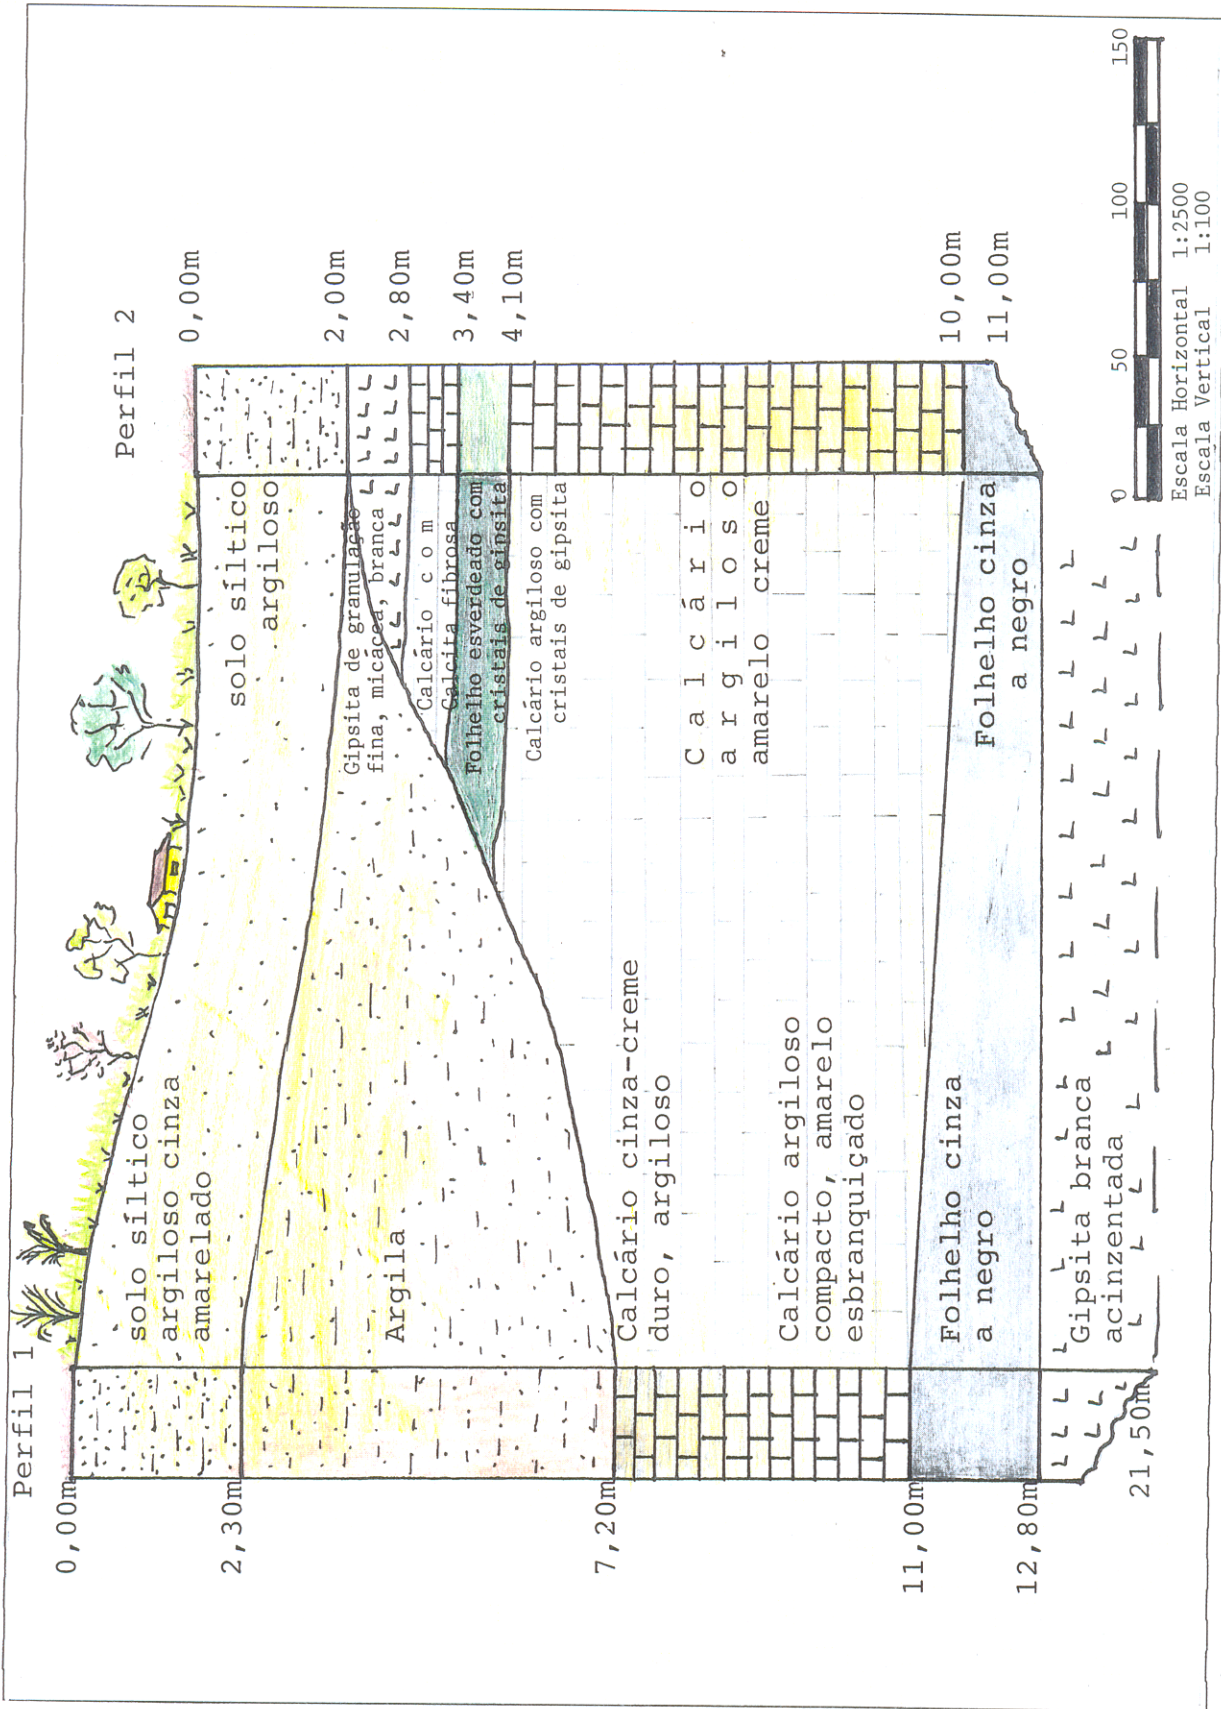 Perfil 1
0,00m
2,30m
7,20m
11,00m
12,80m
21,50m
solo síltico
argiloso cinza
amarelado
Argila
Calcário cinza-creme
duro, argiloso
Calcário argiloso
compacto, amarelo
esbranquiçado
Folhelho cinza
a negro
Gipsita branca
acinzentada
solo síltico
argiloso
Gipsita de granulação
fina, micácea, branca
Calcário com
Calcita fibrosa
Folhelho esverdeado com
cristais de gipsita
Calcário argiloso com
cristais de gipsita
Calcário
argiloso
amarelo creme
Folhelho cinza
a negro
Perfil 2
0,00m
2,00m
2,80m
3,40m
4,10m
10,00m
11,00m
0 50 100 150
Escala Horizontal 1:2500
Escala Vertical 1:100